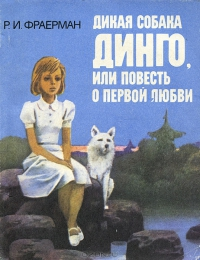 Р. И. ФРАЕРМАН
ДИКАЯ СОБАКА
ДИНГО,
ИЛИ ПОВЕСТЬ
О ПЕРВОЙ ЛЮБВИ